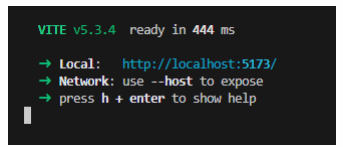 VITE v5.3.4 ready in 444 ms
→ Local: http://localhost:5173/
→ Network: use --host to expose
→ press h + enter to show help